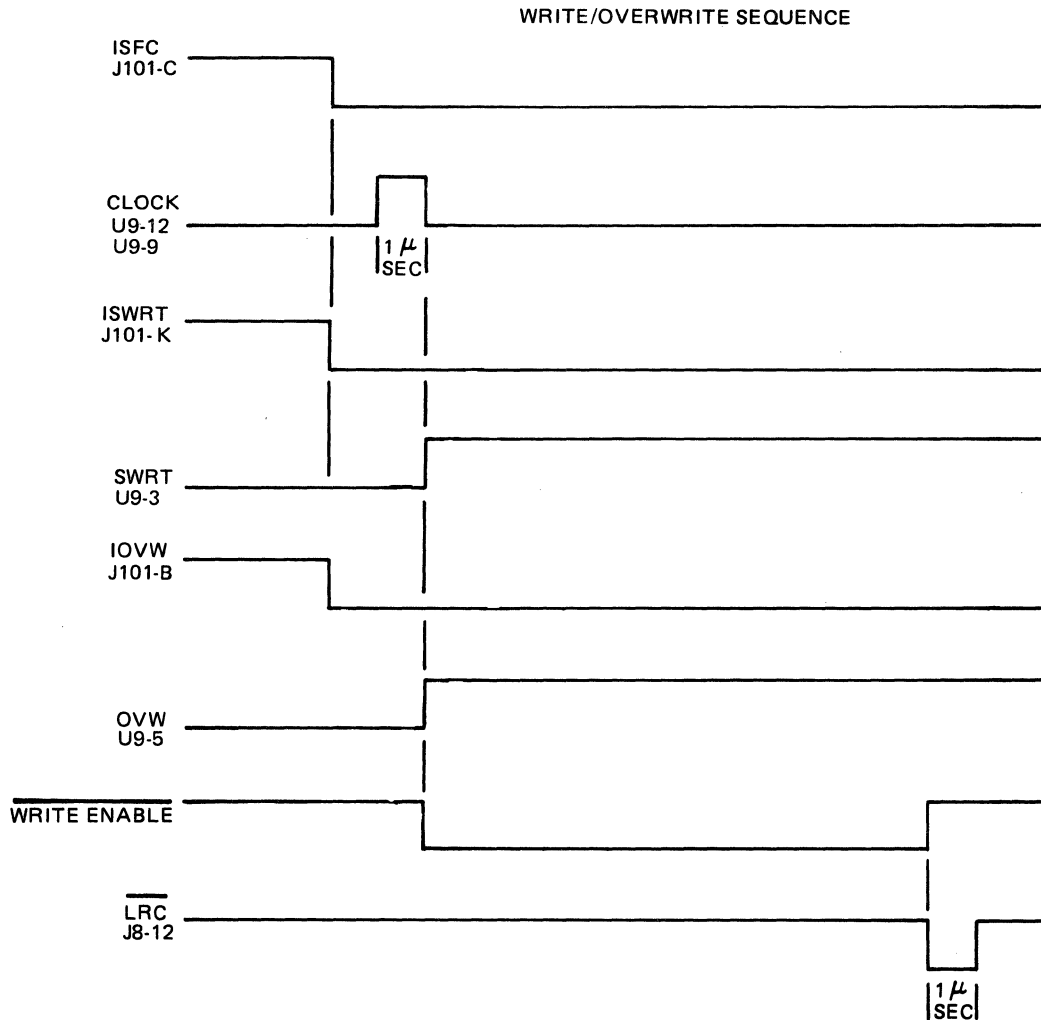 WRITE/OVERWRITE SEQUENCE
ISFC
J101-C
CLOCK
U9-12
U9-9
1 μ
SEC
ISWRT
J101-K
SWRT
U9-3
IOVW
J101-B
OVW
U9-5
WRITE ENABLE
LRC
J8-12
1 μ
SEC